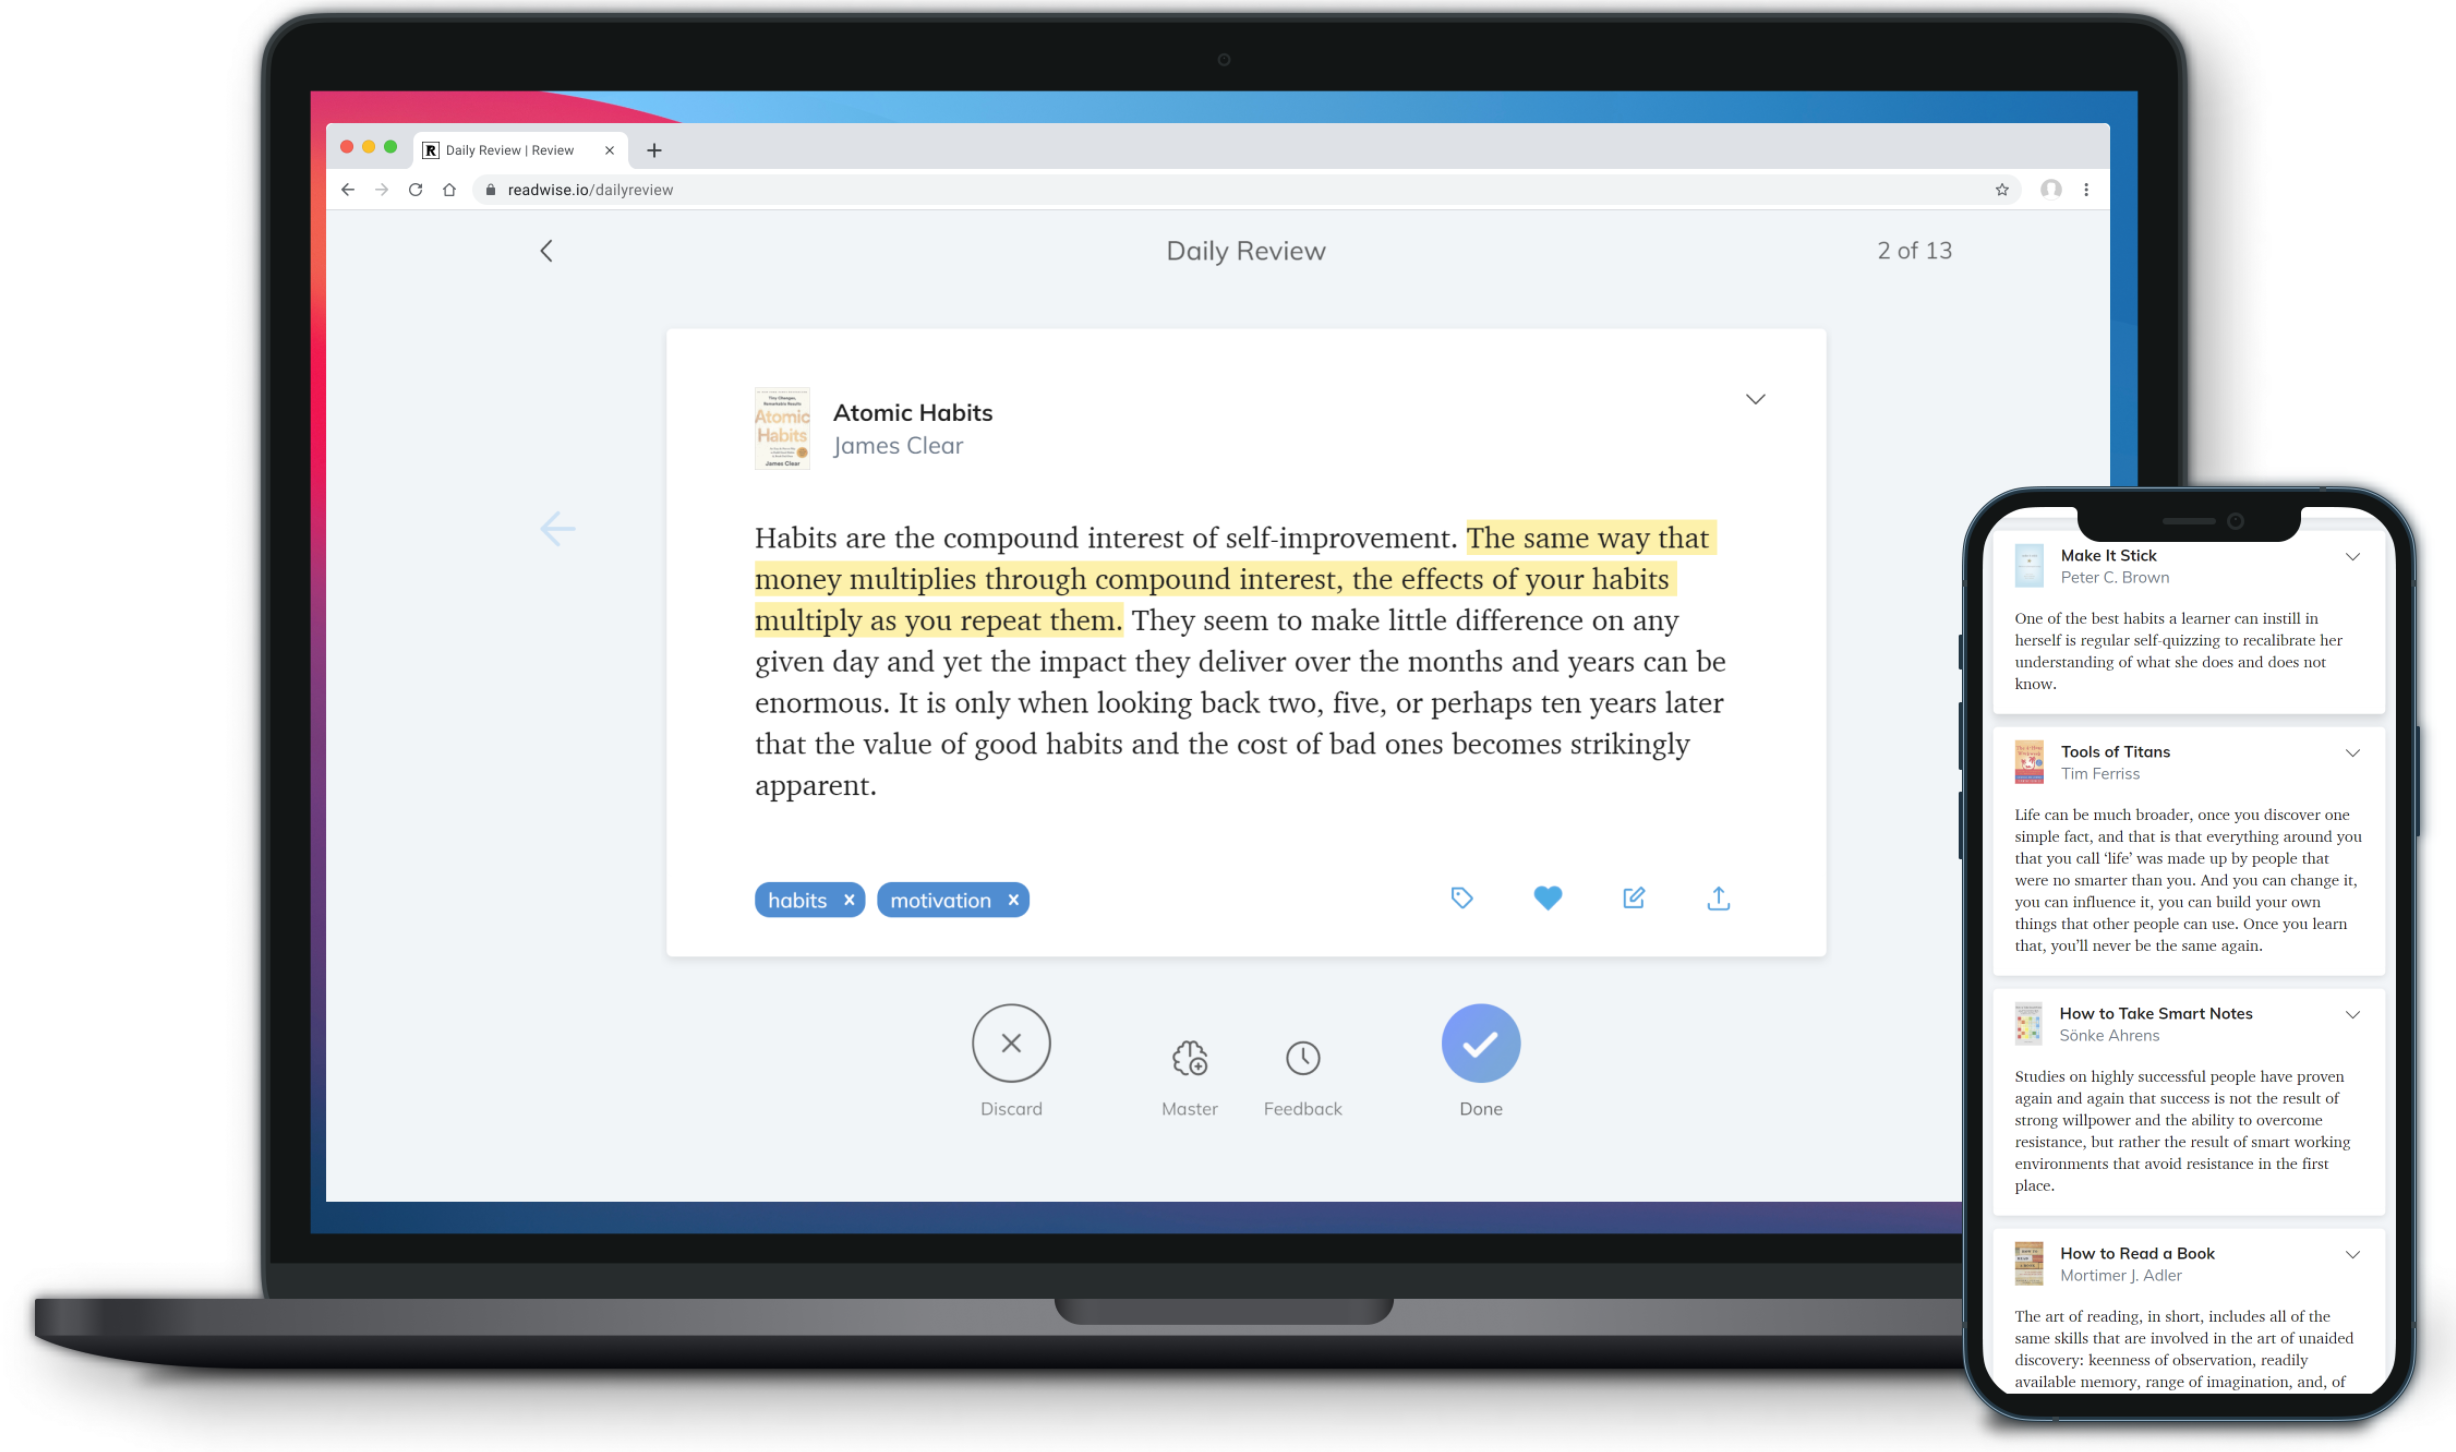 Daily Review | Review
readwise.io/dailyreview
Daily Review
2 of 13
Atomic Habits
James Clear
Atomic
Habits
James Clear
Habits are the compound interest of self-improvement. The same way that
money multiplies through compound interest, the effects of your habits
multiply as you repeat them. They seem to make little difference on any
given day and yet the impact they deliver over the months and years can be
enormous. It is only when looking back two, five, or perhaps ten years later
that the value of good habits and the cost of bad ones becomes strikingly
apparent.
habits
motivation
Discard
Master
Feedback
Done
Make It Stick
Peter C. Brown
One of the best habits a learner can instill in
herself is regular self-quizzing to recalibrate her
understanding of what she does and does not
know.
Tools of Titans
Tim Ferriss
Life can be much broader, once you discover one
simple fact, and that is that everything around you
that you call ‘life’ was made up by people that
were no smarter than you. And you can change it,
you can influence it, you can build your own
things that other people can use. Once you learn
that, you’ll never be the same again.
How to Take Smart Notes
Sönke Ahrens
Studies on highly successful people have proven
again and again that success is not the result of
strong willpower and the ability to overcome
resistance, but rather the result of smart working
environments that avoid resistance in the first
place.
How to Read a Book
Mortimer J. Adler
The art of reading, in short, includes all of the
same skills that are involved in the art of unaided
discovery: keenness of observation, readily
available memory, range of imagination, and, of